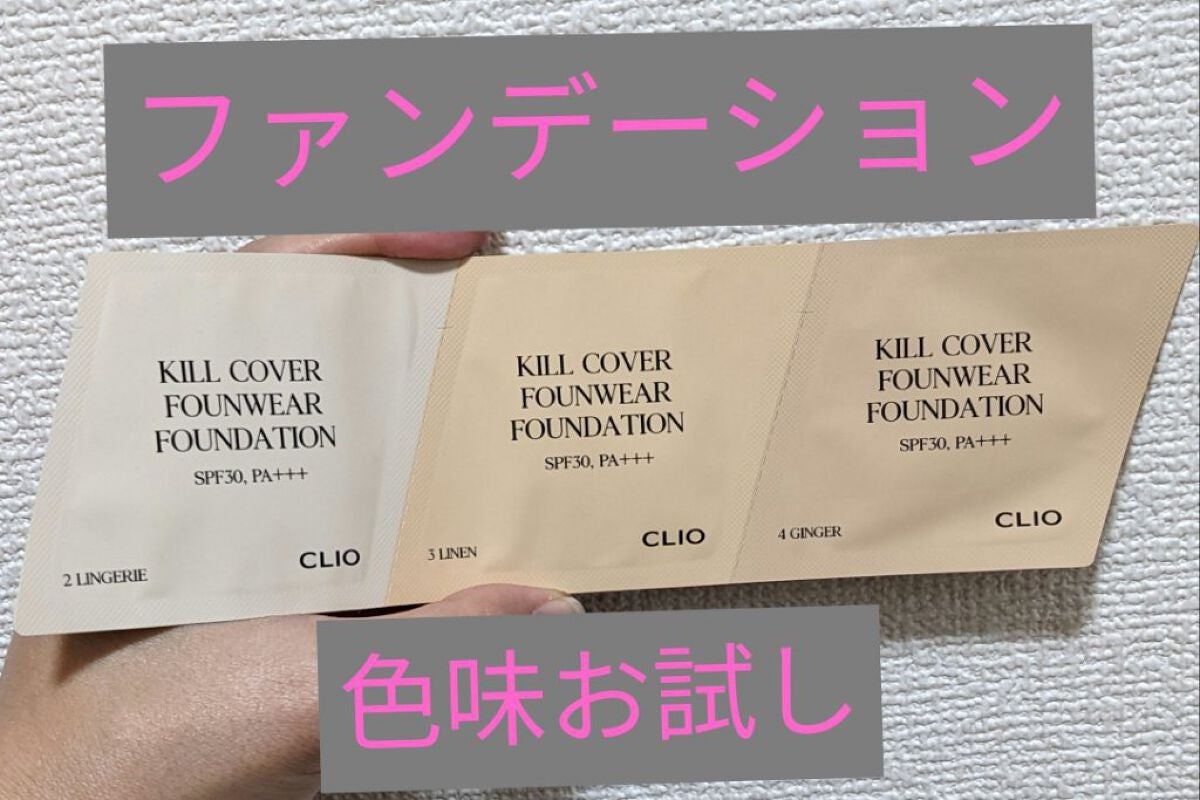 ファンデーション
KILL COVER
FOUNWEAR
FOUNDATION
SPF30, PA+++
2 LINGERIE
CLIO
KILL COVER
FOUNWEAR
FOUNDATION
SPF30, PA+++
3 LINEN
CLIO
KILL COVER
FOUNWEAR
FOUNDATION
SPF30, PA+++
4 GINGER
CLIO
色味お試し